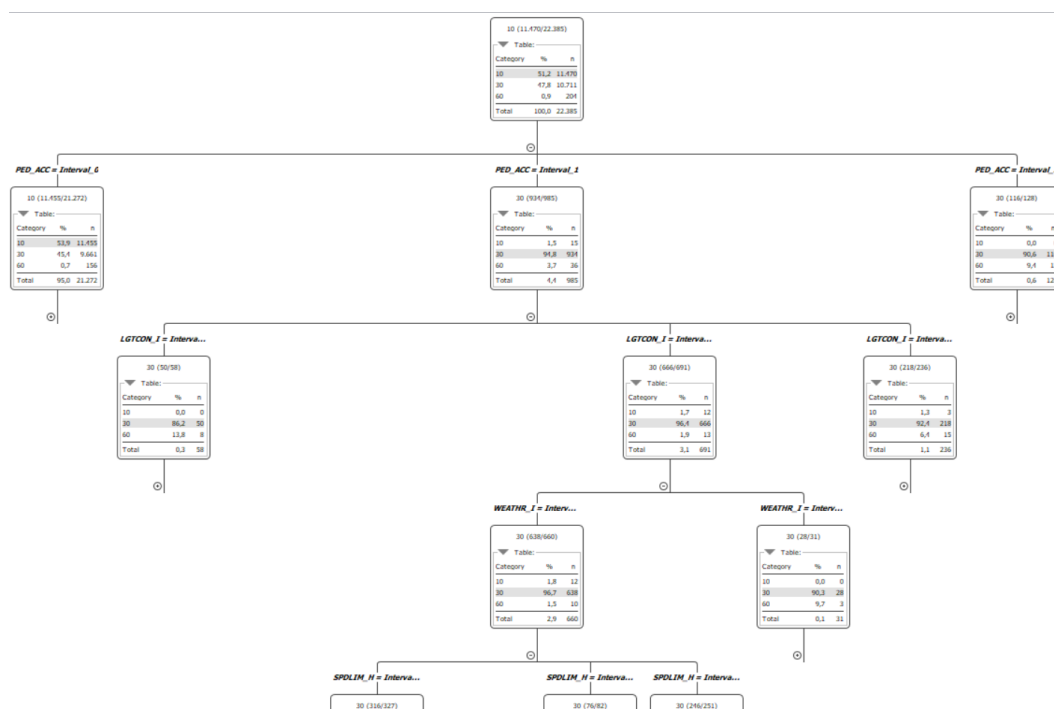 10 (11.470/22.385)
Table:
Category % n
10 51,2 11.470
30 47,8 10.711
60 0,9 204
Total 100,0 22.385
PED_ACC = Interval_0
PED_ACC = Interval_1
PED_ACC = Interval_
10 (11.455/21.272)
Table:
Category % n
10 53,9 11.455
30 45,4 9.661
60 0,7 156
Total 95,0 21.272
30 (934/985)
Table:
Category % n
10 1,5 15
30 94,8 934
60 3,7 36
Total 4,4 985
30 (116/128)
Table:
Category % n
10 0,0
30 90,6 11
60 9,4 1
Total 0,6 12
LGTCON_I = Interva...
LGTCON_I = Interva...
LGTCON_I = Interva...
30 (50/58)
Table:
Category % n
10 0,0 0
30 86,2 50
60 13,8 8
Total 0,3 58
30 (666/691)
Table:
Category % n
10 1,7 12
30 96,4 666
60 1,9 13
Total 3,1 691
30 (218/236)
Table:
Category % n
10 1,3 3
30 92,4 218
60 6,4 15
Total 1,1 236
WEATHR_I = Interv...
WEATHR_I = Interv...
30 (638/660)
Table:
Category % n
10 1,8 12
30 96,7 638
60 1,5 10
Total 2,9 660
30 (28/31)
Table:
Category % n
10 0,0 0
30 90,3 28
60 9,7 3
Total 0,1 31
SPDLIM_H = Interva...
SPDLIM_H = Interva...
SPDLIM_H = Interva...
30 (316/327)
30 (76/82)
30 (246/251)